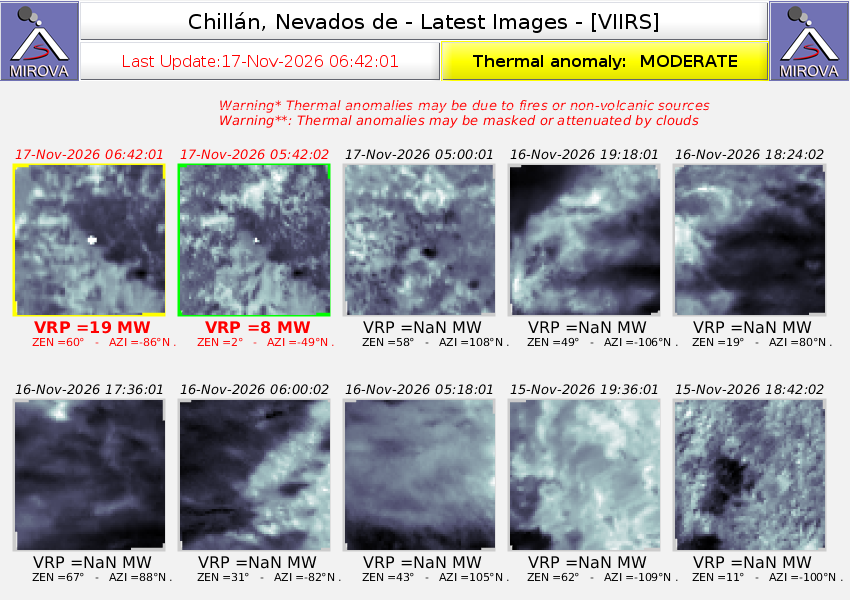 Chillán, Nevados de - Latest Images - [VIIRS]
MIROVA
Last Update:17-Nov-2026 06:42:01
Thermal anomaly: MODERATE
MIROVA
Warning* Thermal anomalies may be due to fires or non-volcanic sources
Warning**: Thermal anomalies may be masked or attenuated by clouds
17-Nov-2026 06:42:01
17-Nov-2026 05:42:02
17-Nov-2026 05:00:01
16-Nov-2026 19:18:01
16-Nov-2026 18:24:02
VRP =19 MW
VRP =8 MW
VRP =NaN MW
VRP =NaN MW
VRP =NaN MW
ZEN =60° - AZI =-86°N .
ZEN =2° - AZI =-49°N .
ZEN =58° - AZI =108°N .
ZEN =49° - AZI =-106°N .
ZEN =19° - AZI =80°N .
16-Nov-2026 17:36:01
16-Nov-2026 06:00:02
16-Nov-2026 05:18:01
15-Nov-2026 19:36:01
15-Nov-2026 18:42:02
VRP =NaN MW
VRP =NaN MW
VRP =NaN MW
VRP =NaN MW
VRP =NaN MW
ZEN =67° - AZI =88°N .
ZEN =31° - AZI =-82°N .
ZEN =43° - AZI =105°N .
ZEN =62° - AZI =-109°N .
ZEN =11° - AZI =-100°N .